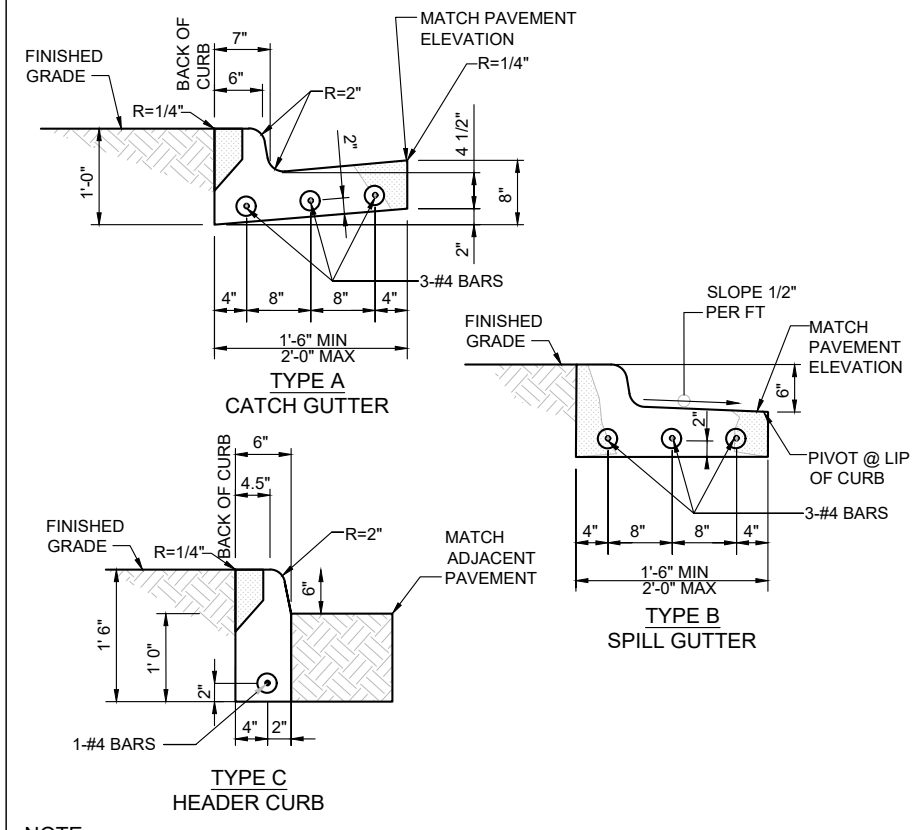 MATCH PAVEMENT
ELEVATION
7"
BACK OF
CURB
FINISHED
GRADE
6"
R=1/4"
R=2"
R=1/4"
2"
4 1/2"
1'-0"
8"
2"
3-#4 BARS
4"
8"
8"
4"
1'-6" MIN
2'-0" MAX
TYPE A
CATCH GUTTER
SLOPE 1/2"
PER FT
FINISHED
GRADE
MATCH
PAVEMENT
ELEVATION
6"
2"
PIVOT @ LIP
OF CURB
3-#4 BARS
4"
8"
8"
4"
1'-6" MIN
2'-0" MAX
TYPE B
SPILL GUTTER
6"
BACK OF CURB
4.5"
FINISHED
GRADE
R=1/4"
R=2"
MATCH
ADJACENT
PAVEMENT
6"
1' 6"
1' 0"
2"
4"
2"
1-#4 BARS
TYPE C
HEADER CURB